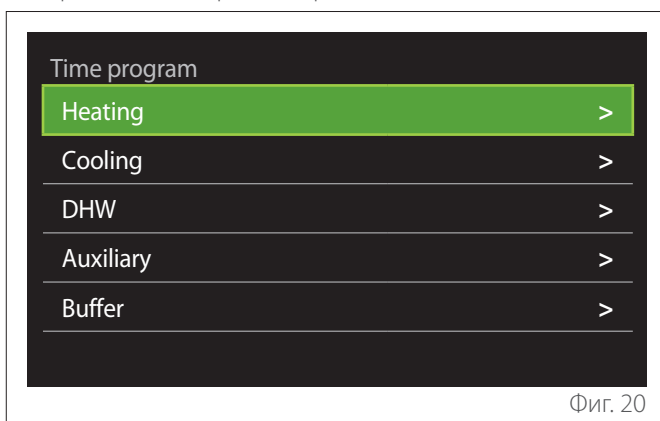 Time program
Heating >
Cooling >
DHW >
Auxiliary >
Buffer >
Фиг. 20